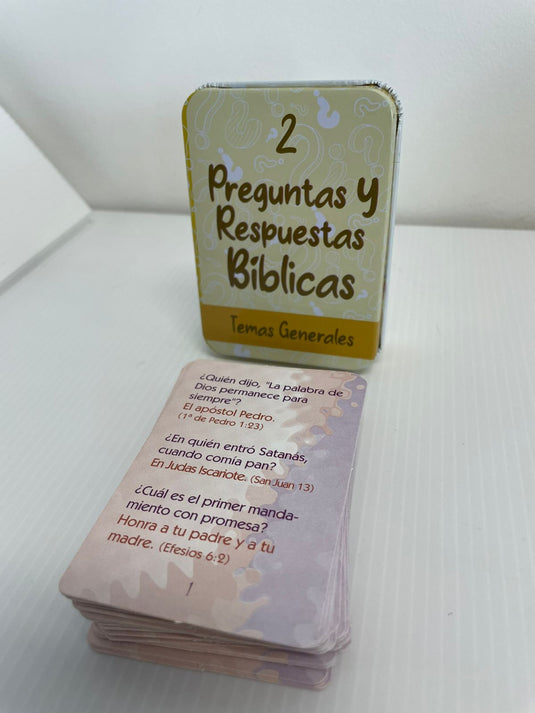 2
Preguntas y
Respuestas
Bíblicas
Temas Generales
¿Quién dijo, "La palabra de
Dios permanece para
siempre"?
El apóstol Pedro.
(1ª de Pedro 1:23)
¿En quién entró Satanás,
cuando comía pan?
En Judas Iscariote. (San Juan 13)
¿Cuál es el primer manda-
miento con promesa?
Honra a tu padre y a tu
madre. (Efesios 6:2)
1